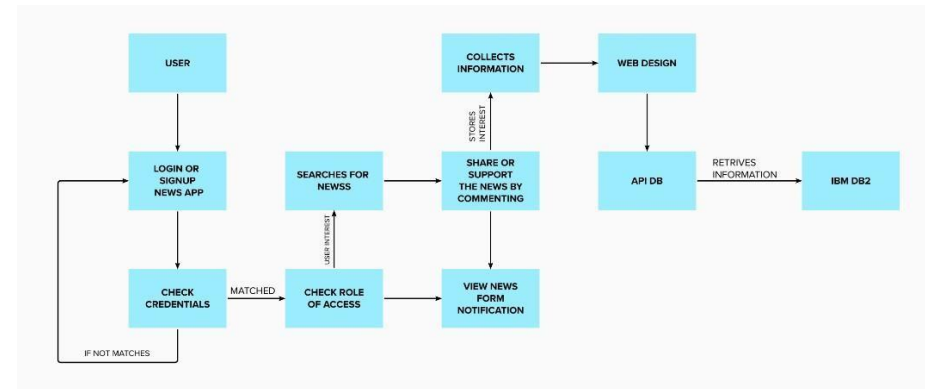 USER
LOGIN OR
SIGNUP
NEWS APP
CHECK
CREDENTIALS
IF NOT MATCHES
MATCHED
CHECK ROLE
OF ACCESS
USER INTEREST
SEARCHES FOR
NEWSS
SHARE OR
SUPPORT
THE NEWS BY
COMMENTING
VIEW NEWS
FORM
NOTIFICATION
STORES
INTEREST
COLLECTS
INFORMATION
WEB DESIGN
API DB
RETRIVES
INFORMATION
IBM DB2